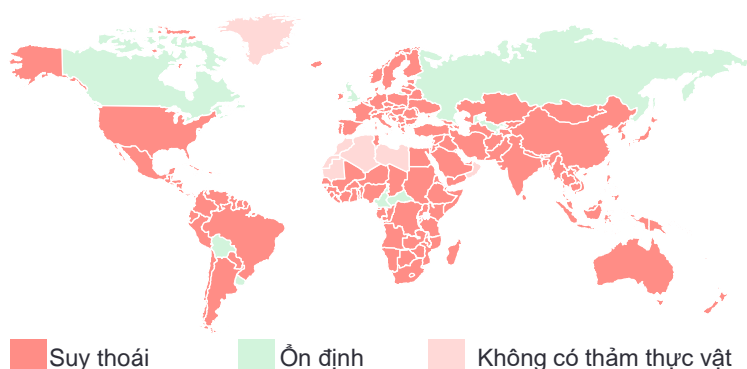 Suy thoái
Ổn định
Không có thảm thực vật